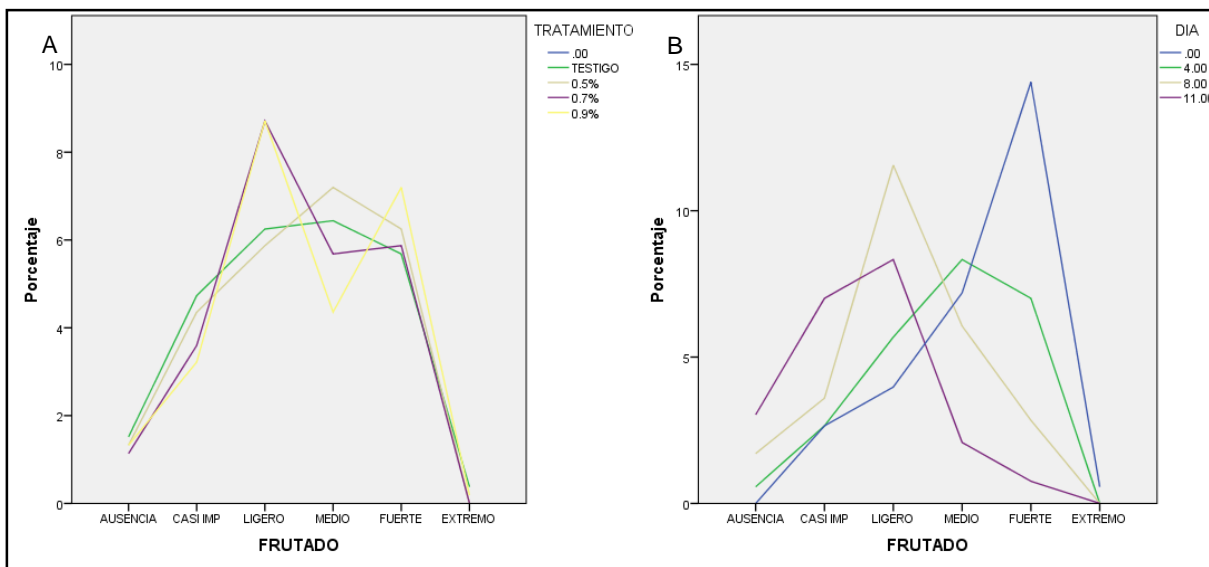 A
TRATAMIENTO
.00
TESTIGO
0.5%
0.7%
0.9%
10
8
6
4
2
0
Porcentaje
AUSENCIA CASI IMP LIGERO MEDIO FUERTE EXTREMO
FRUTADO
B
DIA
.00
4.00
8.00
11.00
15
10
5
0
Porcentaje
AUSENCIA CASI IMP LIGERO MEDIO FUERTE EXTREMO
FRUTADO